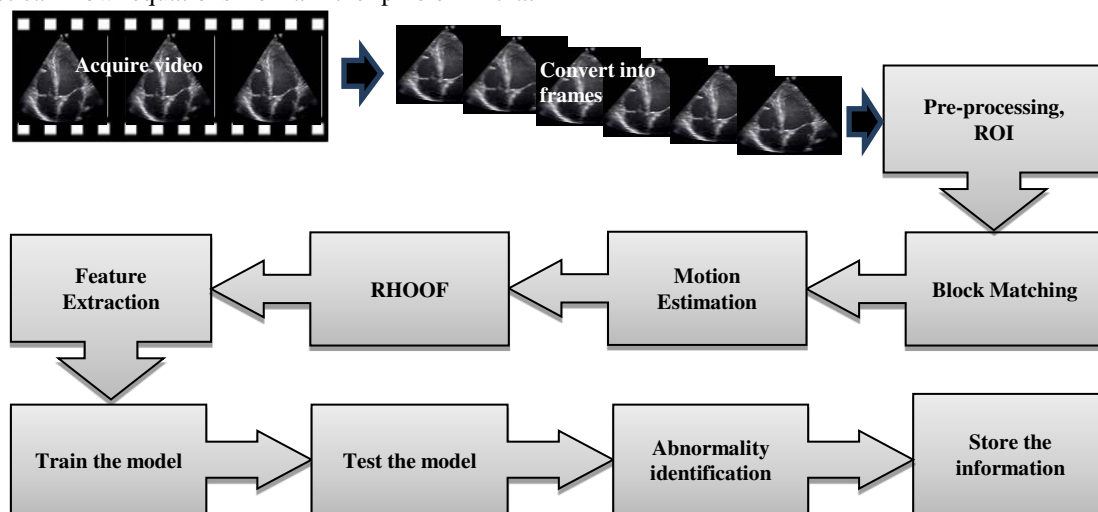 Acquire video
Convert into
frames
Pre-processing,
ROI
Block Matching
Motion
Estimation
RHOOF
Feature
Extraction
Train the model
Test the model
Abnormality
identification
Store the
information